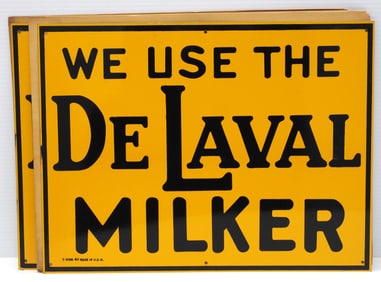 WE USE THE
DE LAVAL
MILKER